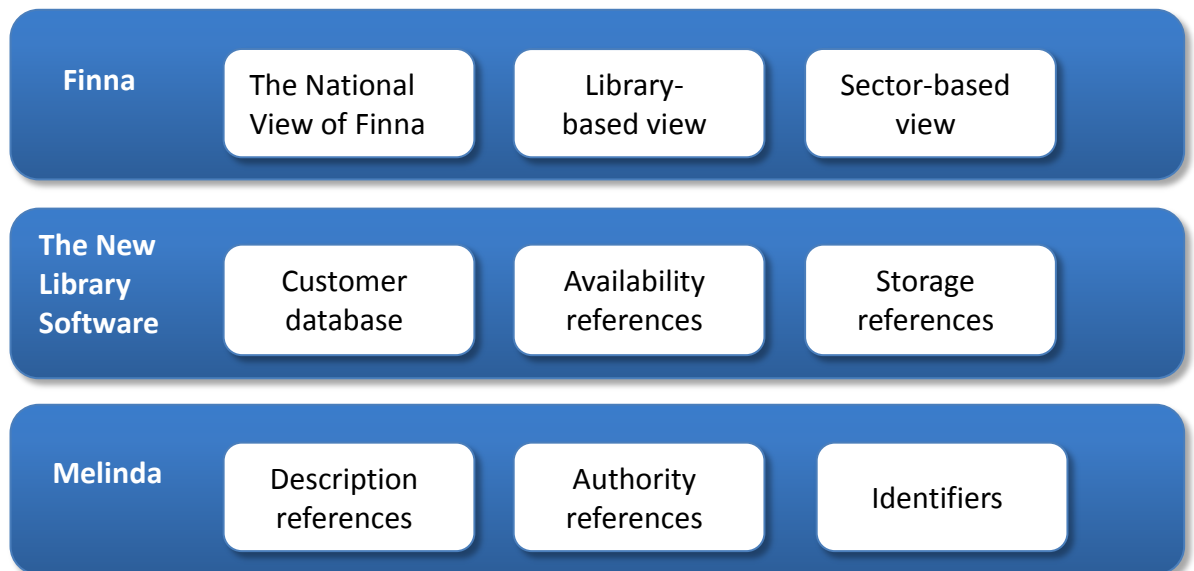 Finna
The National
View of Finna
Library-
based view
Sector-based
view
The New
Library
Software
Customer
database
Availability
references
Storage
references
Melinda
Description
references
Authority
references
Identifiers